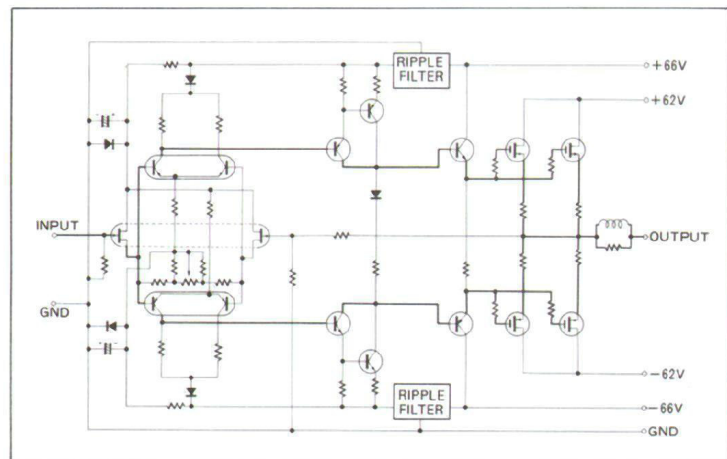 RIPPLE
FILTER
+66V
+62V
INPUT
OUTPUT
GND
-62V
RIPPLE
FILTER
-66V
GND